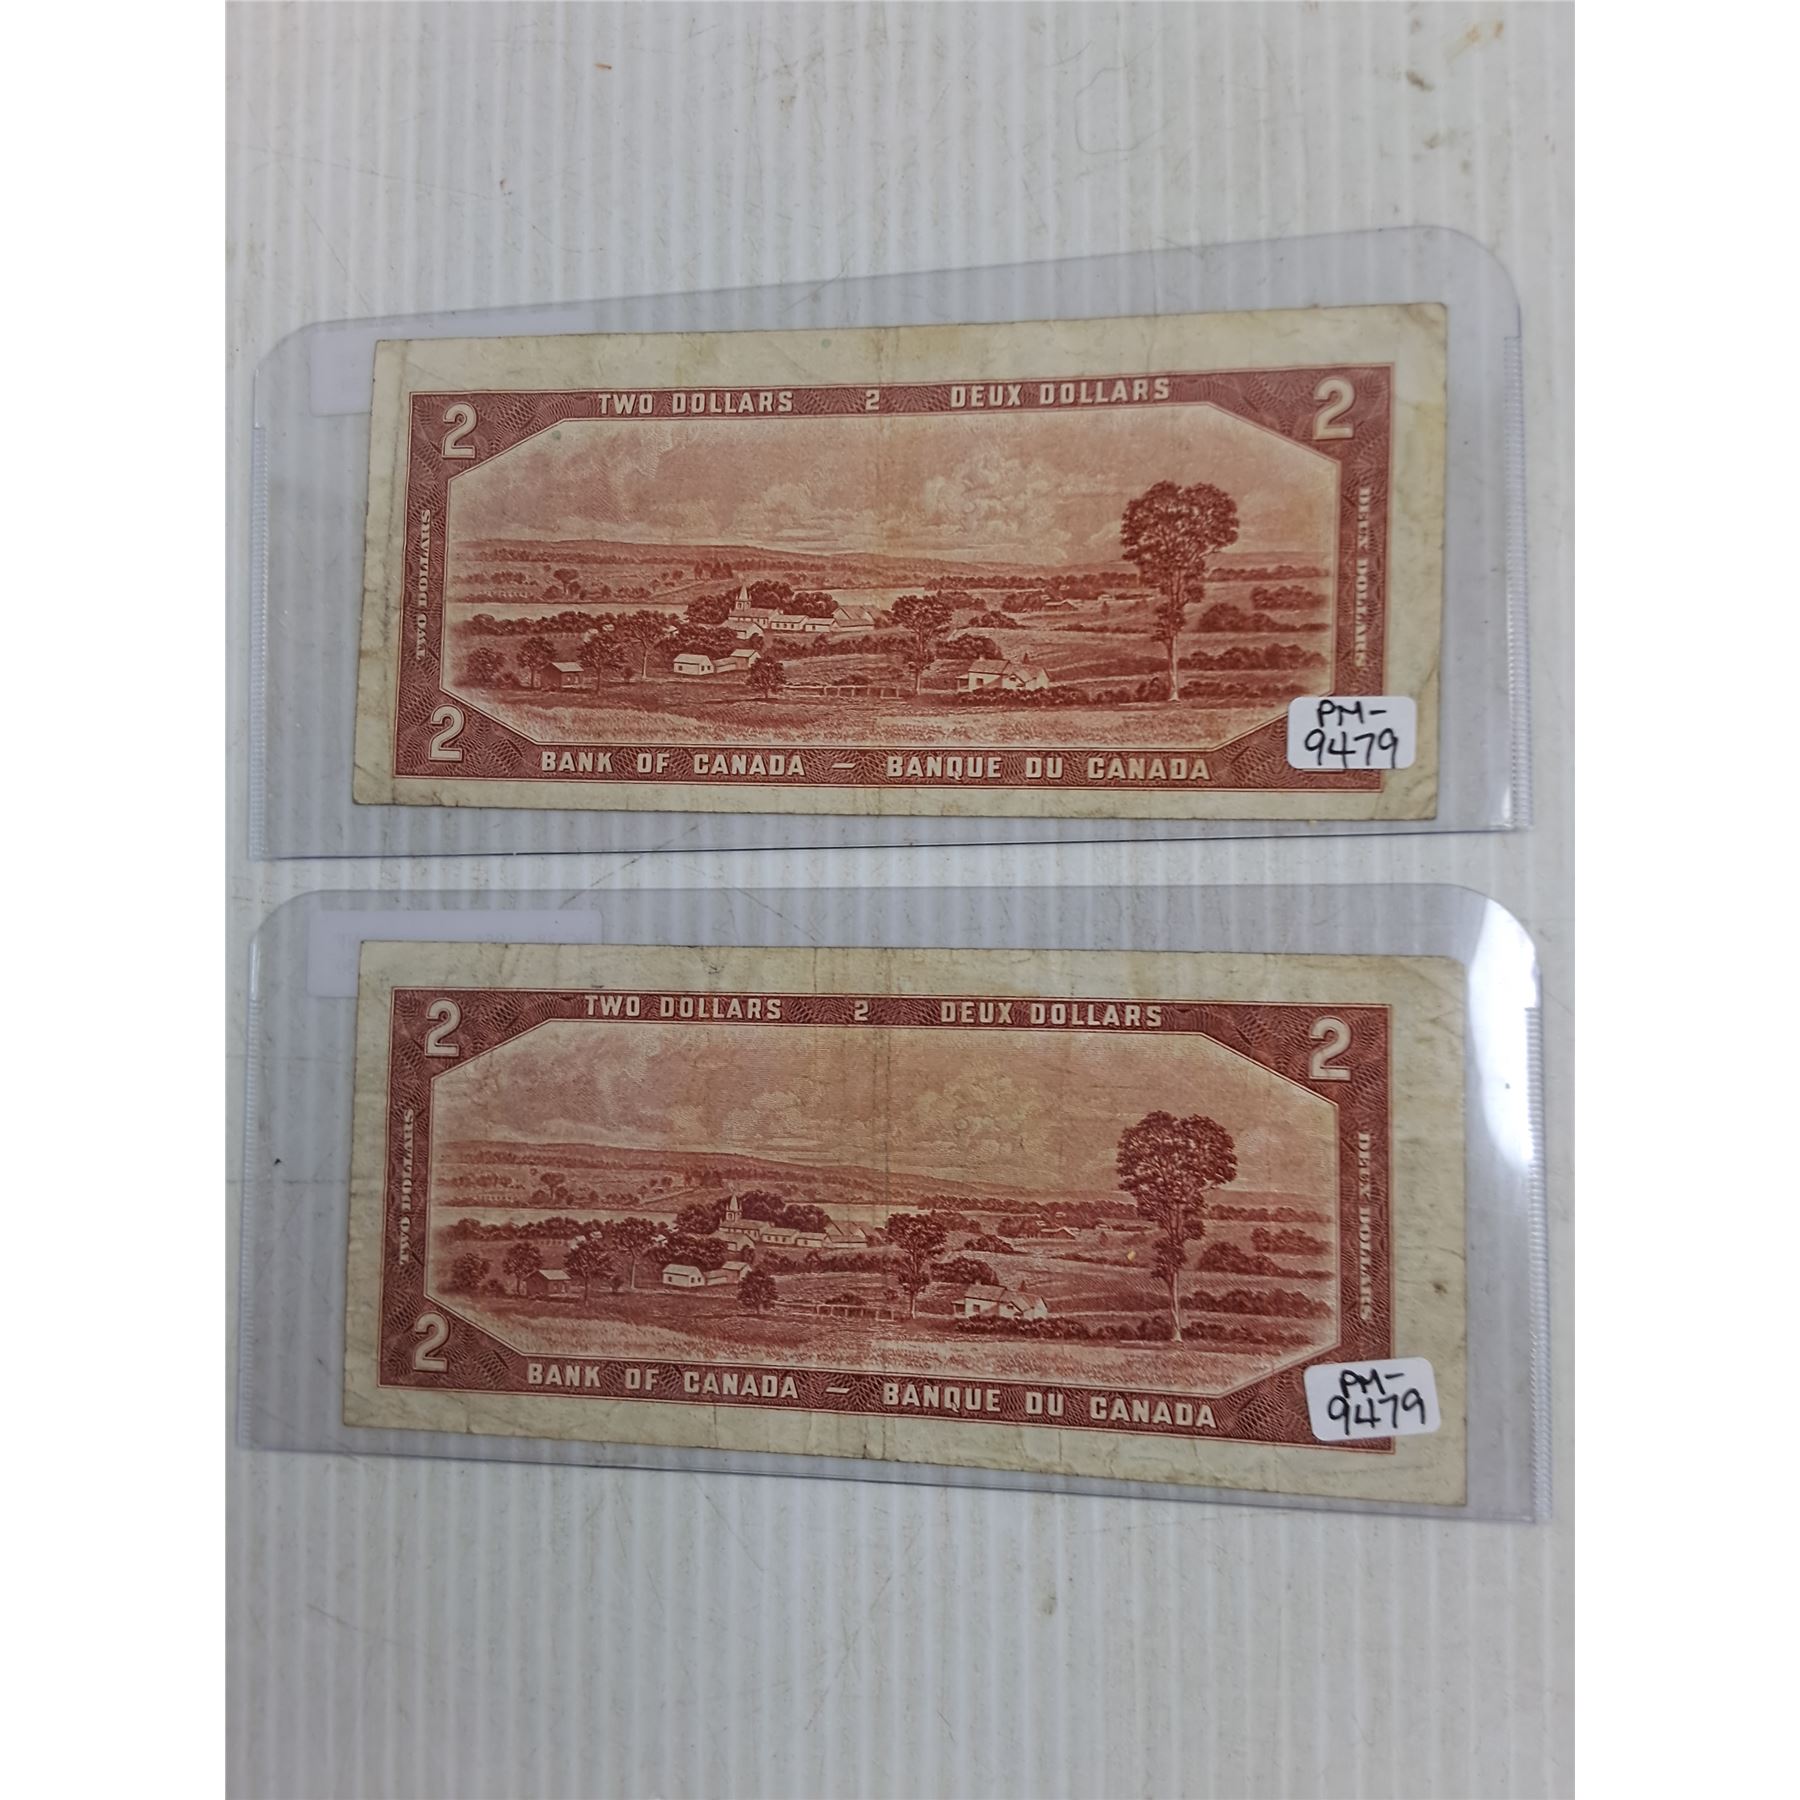 TWO DOLLARS 2 DEUX DOLLARS
2 2
TWO DOLLARS
DEUX DOLLARS
2
PM-
9479
BANK OF CANADA — BANQUE DU CANADA
TWO DOLLARS 2 DEUX DOLLARS
2 2
TWO DOLLARS
DEUX DOLLARS
2
PM-
9479
BANK OF CANADA — BANQUE DU CANADA